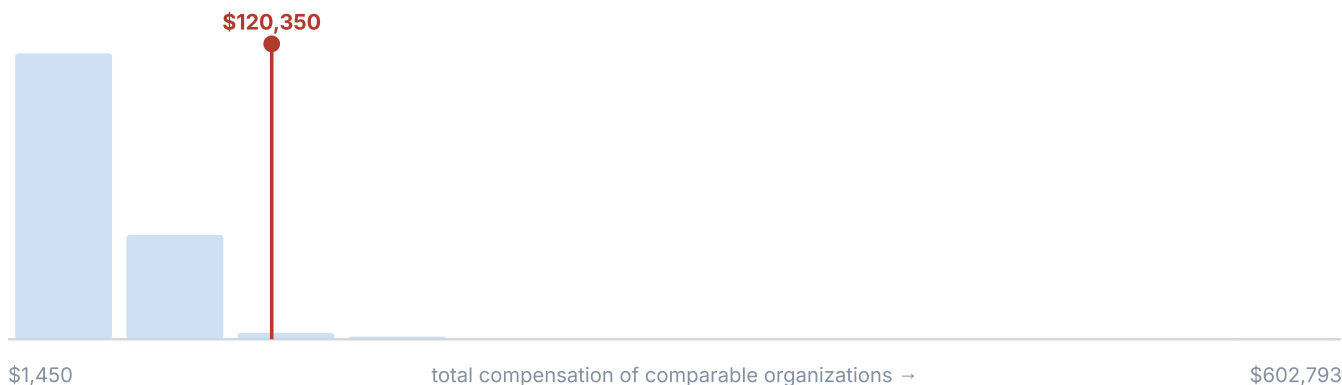 $120,350
$1,450 total compensation of comparable organizations → $602,793